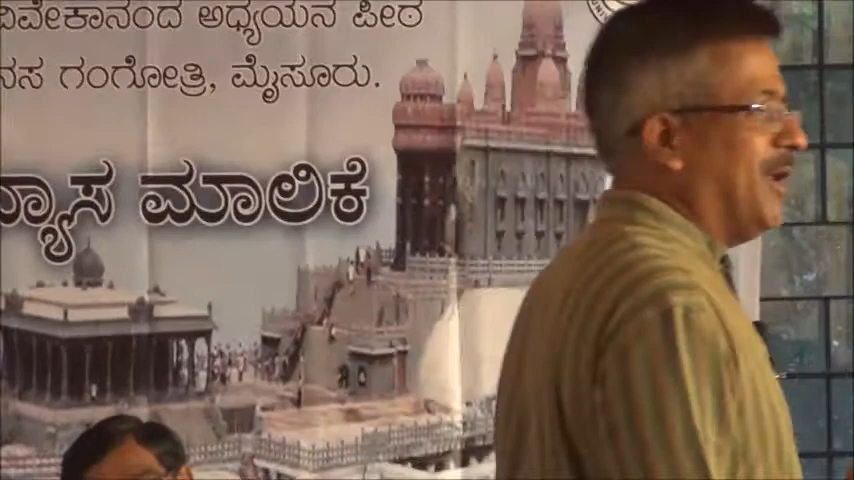 ವಿವೇಕಾನಂದ ಅಧ್ಯಯನ ಪೀಠ
ನಸ ಗಂಗೋತ್ರಿ, ಮೈಸೂರು.
ನ್ಯಾಸ ಮಾಲಿಕೆ